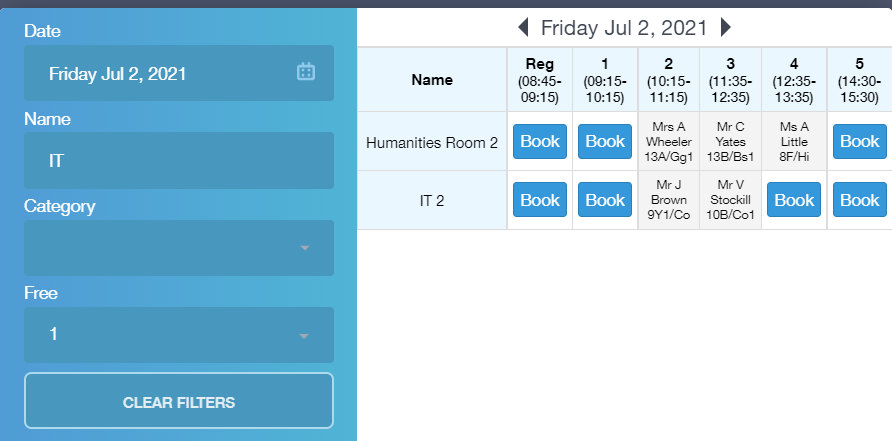 Date
Friday Jul 2, 2021
Name
IT
Category
Free
1
CLEAR FILTERS
Friday Jul 2, 2021
Name
Reg
(08:45-
09:15)
1
(09:15-
10:15)
2
(10:15-
11:15)
3
(11:35-
12:35)
4
(12:35-
13:35)
5
(14:30-
15:30)
Humanities Room 2
Book
Book
Mrs A
Wheeler
13A/Gg1
Mr C
Yates
13B/Bs1
Ms A
Little
8F/Hi
Book
IT 2
Book
Book
Mr J
Brown
9Y1/Co
Mr V
Stockill
10B/Co1
Book
Book